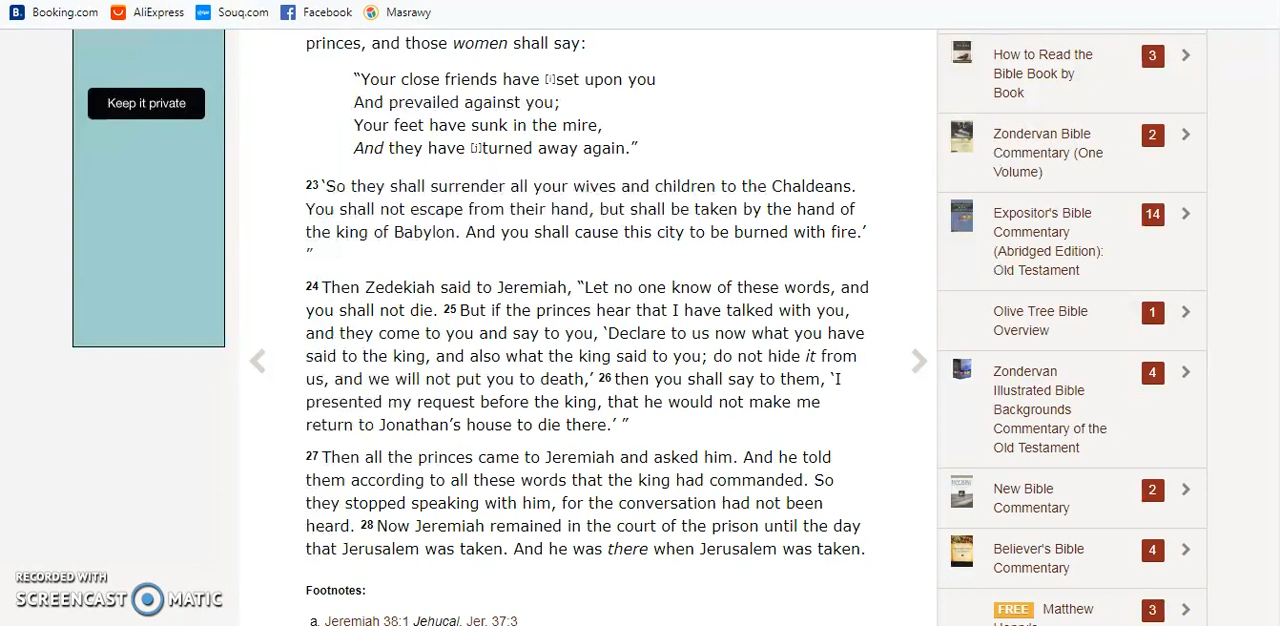 Booking.com AliExpress Souq.com Facebook Masrawy
Keep it private
princes, and those women shall say:
“Your close friends have [i]set upon you
And prevailed against you;
Your feet have sunk in the mire,
And they have [j]turned away again.”
23 ‘So they shall surrender all your wives and children to the Chaldeans.
You shall not escape from their hand, but shall be taken by the hand of
the king of Babylon. And you shall cause this city to be burned with fire.’
”
24 Then Zedekiah said to Jeremiah, “Let no one know of these words, and
you shall not die. 25 But if the princes hear that I have talked with you,
and they come to you and say to you, ‘Declare to us now what you have
said to the king, and also what the king said to you; do not hide it from
us, and we will not put you to death,’ 26 then you shall say to them, ‘I
presented my request before the king, that he would not make me
return to Jonathan’s house to die there.’ ”
27 Then all the princes came to Jeremiah and asked him. And he told
them according to all these words that the king had commanded. So
they stopped speaking with him, for the conversation had not been
heard. 28 Now Jeremiah remained in the court of the prison until the day
that Jerusalem was taken. And he was there when Jerusalem was taken.
Footnotes:
a. Jeremiah 38:1 Jehucal, Jer. 37:3
How to Read the 3
Bible Book by
Book
Zondervan Bible 2
Commentary (One
Volume)
Expositor's Bible 14
Commentary
(Abridged Edition):
Old Testament
Olive Tree Bible 1
Overview
Zondervan 4
Illustrated Bible
Backgrounds
Commentary of the
Old Testament
New Bible 2
Commentary
Believer's Bible 4
Commentary
FREE Matthew 3
RECORDED WITH
SCREENCAST MATIC